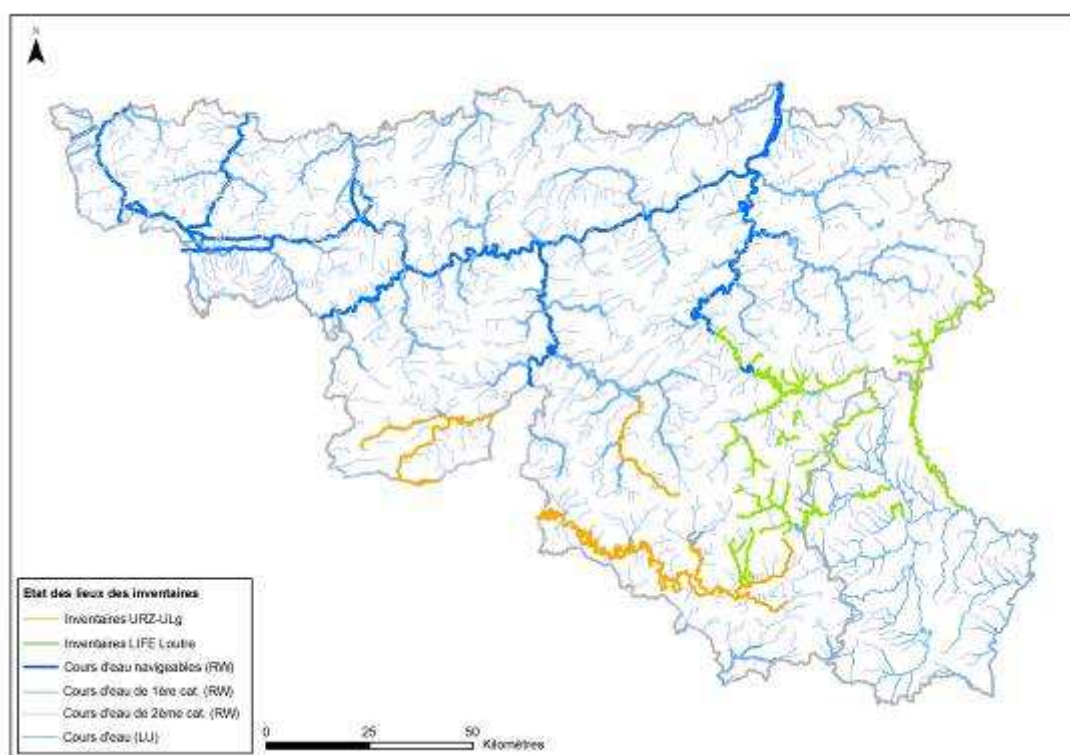 N
Etat des lieux des inventaires
Inventaires URZ-ULg
Inventaires LIFE Loutre
Cours d'eau navigeables (RW)
Cours d'eau de 1ère cat. (RW)
Cours d'eau de 2ème cat. (RW)
Cours d'eau (LU)
0 25 50
Kilomètres